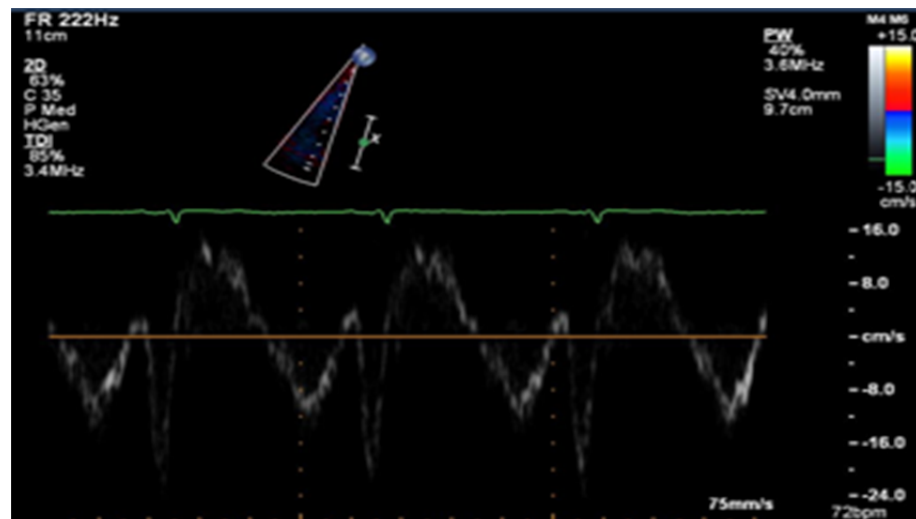 FR 222Hz
11cm
2D
63%
C 35
P Med
HGen
TDI
85%
3.4MHz
PW
40%
3.6MHz
SV4.0mm
9.7cm
M4 M6
+15.0
-15.0
cm/s
-16.0
-8.0
-cm/s
--8.0
--16.0
--24.0
75mm/s
72bpm